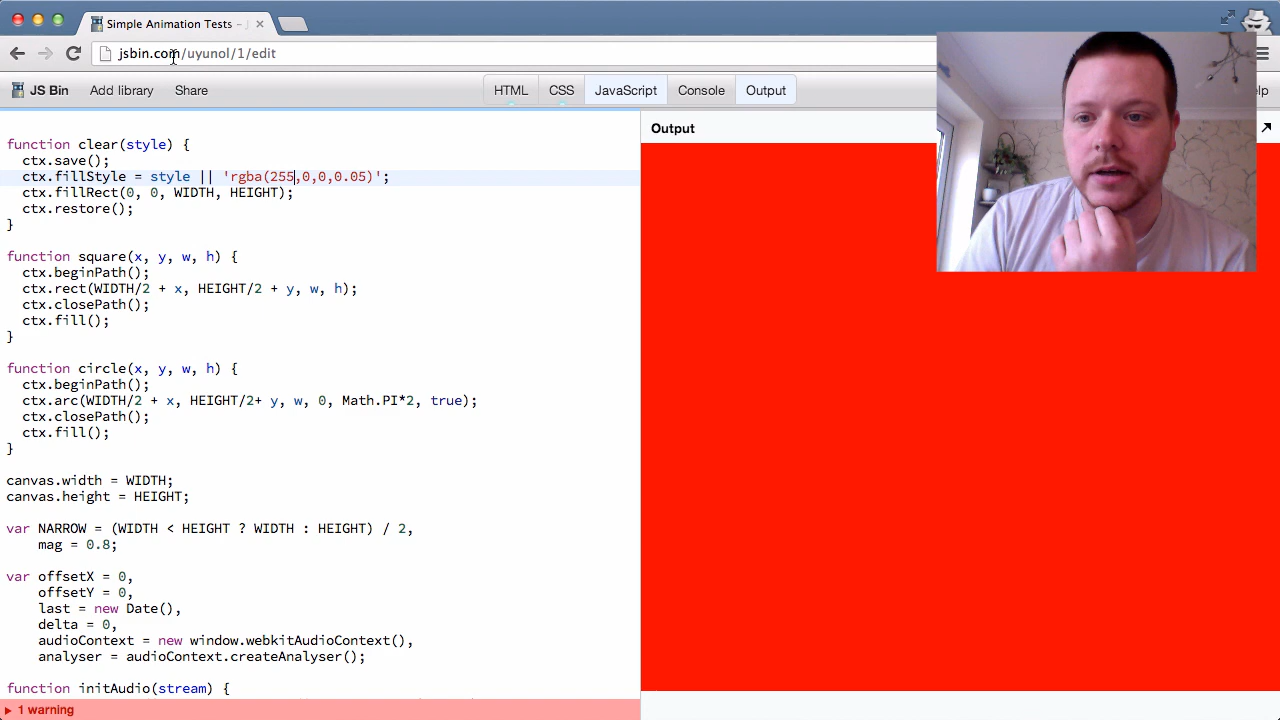 Simple Animation Tests - J
jsbin.com/uyunol/1/edit
JS Bin Add library Share HTML CSS JavaScript Console Output
function clear(style) {
ctx.save();
ctx.fillStyle = style || 'rgba(255,0,0,0.05)';
ctx.fillRect(0, 0, WIDTH, HEIGHT);
ctx.restore();
}
function square(x, y, w, h) {
ctx.beginPath();
ctx.rect(WIDTH/2 + x, HEIGHT/2 + y, w, h);
ctx.closePath();
ctx.fill();
}
function circle(x, y, w, h) {
ctx.beginPath();
ctx.arc(WIDTH/2 + x, HEIGHT/2+ y, w, 0, Math.PI*2, true);
ctx.closePath();
ctx.fill();
}
canvas.width = WIDTH;
canvas.height = HEIGHT;
var NARROW = (WIDTH < HEIGHT ? WIDTH : HEIGHT) / 2,
mag = 0.8;
var offsetX = 0,
offsetY = 0,
last = new Date(),
delta = 0,
audioContext = new window.webkitAudioContext(),
analyser = audioContext.createAnalyser();
function initAudio(stream) {
1 warning
Output